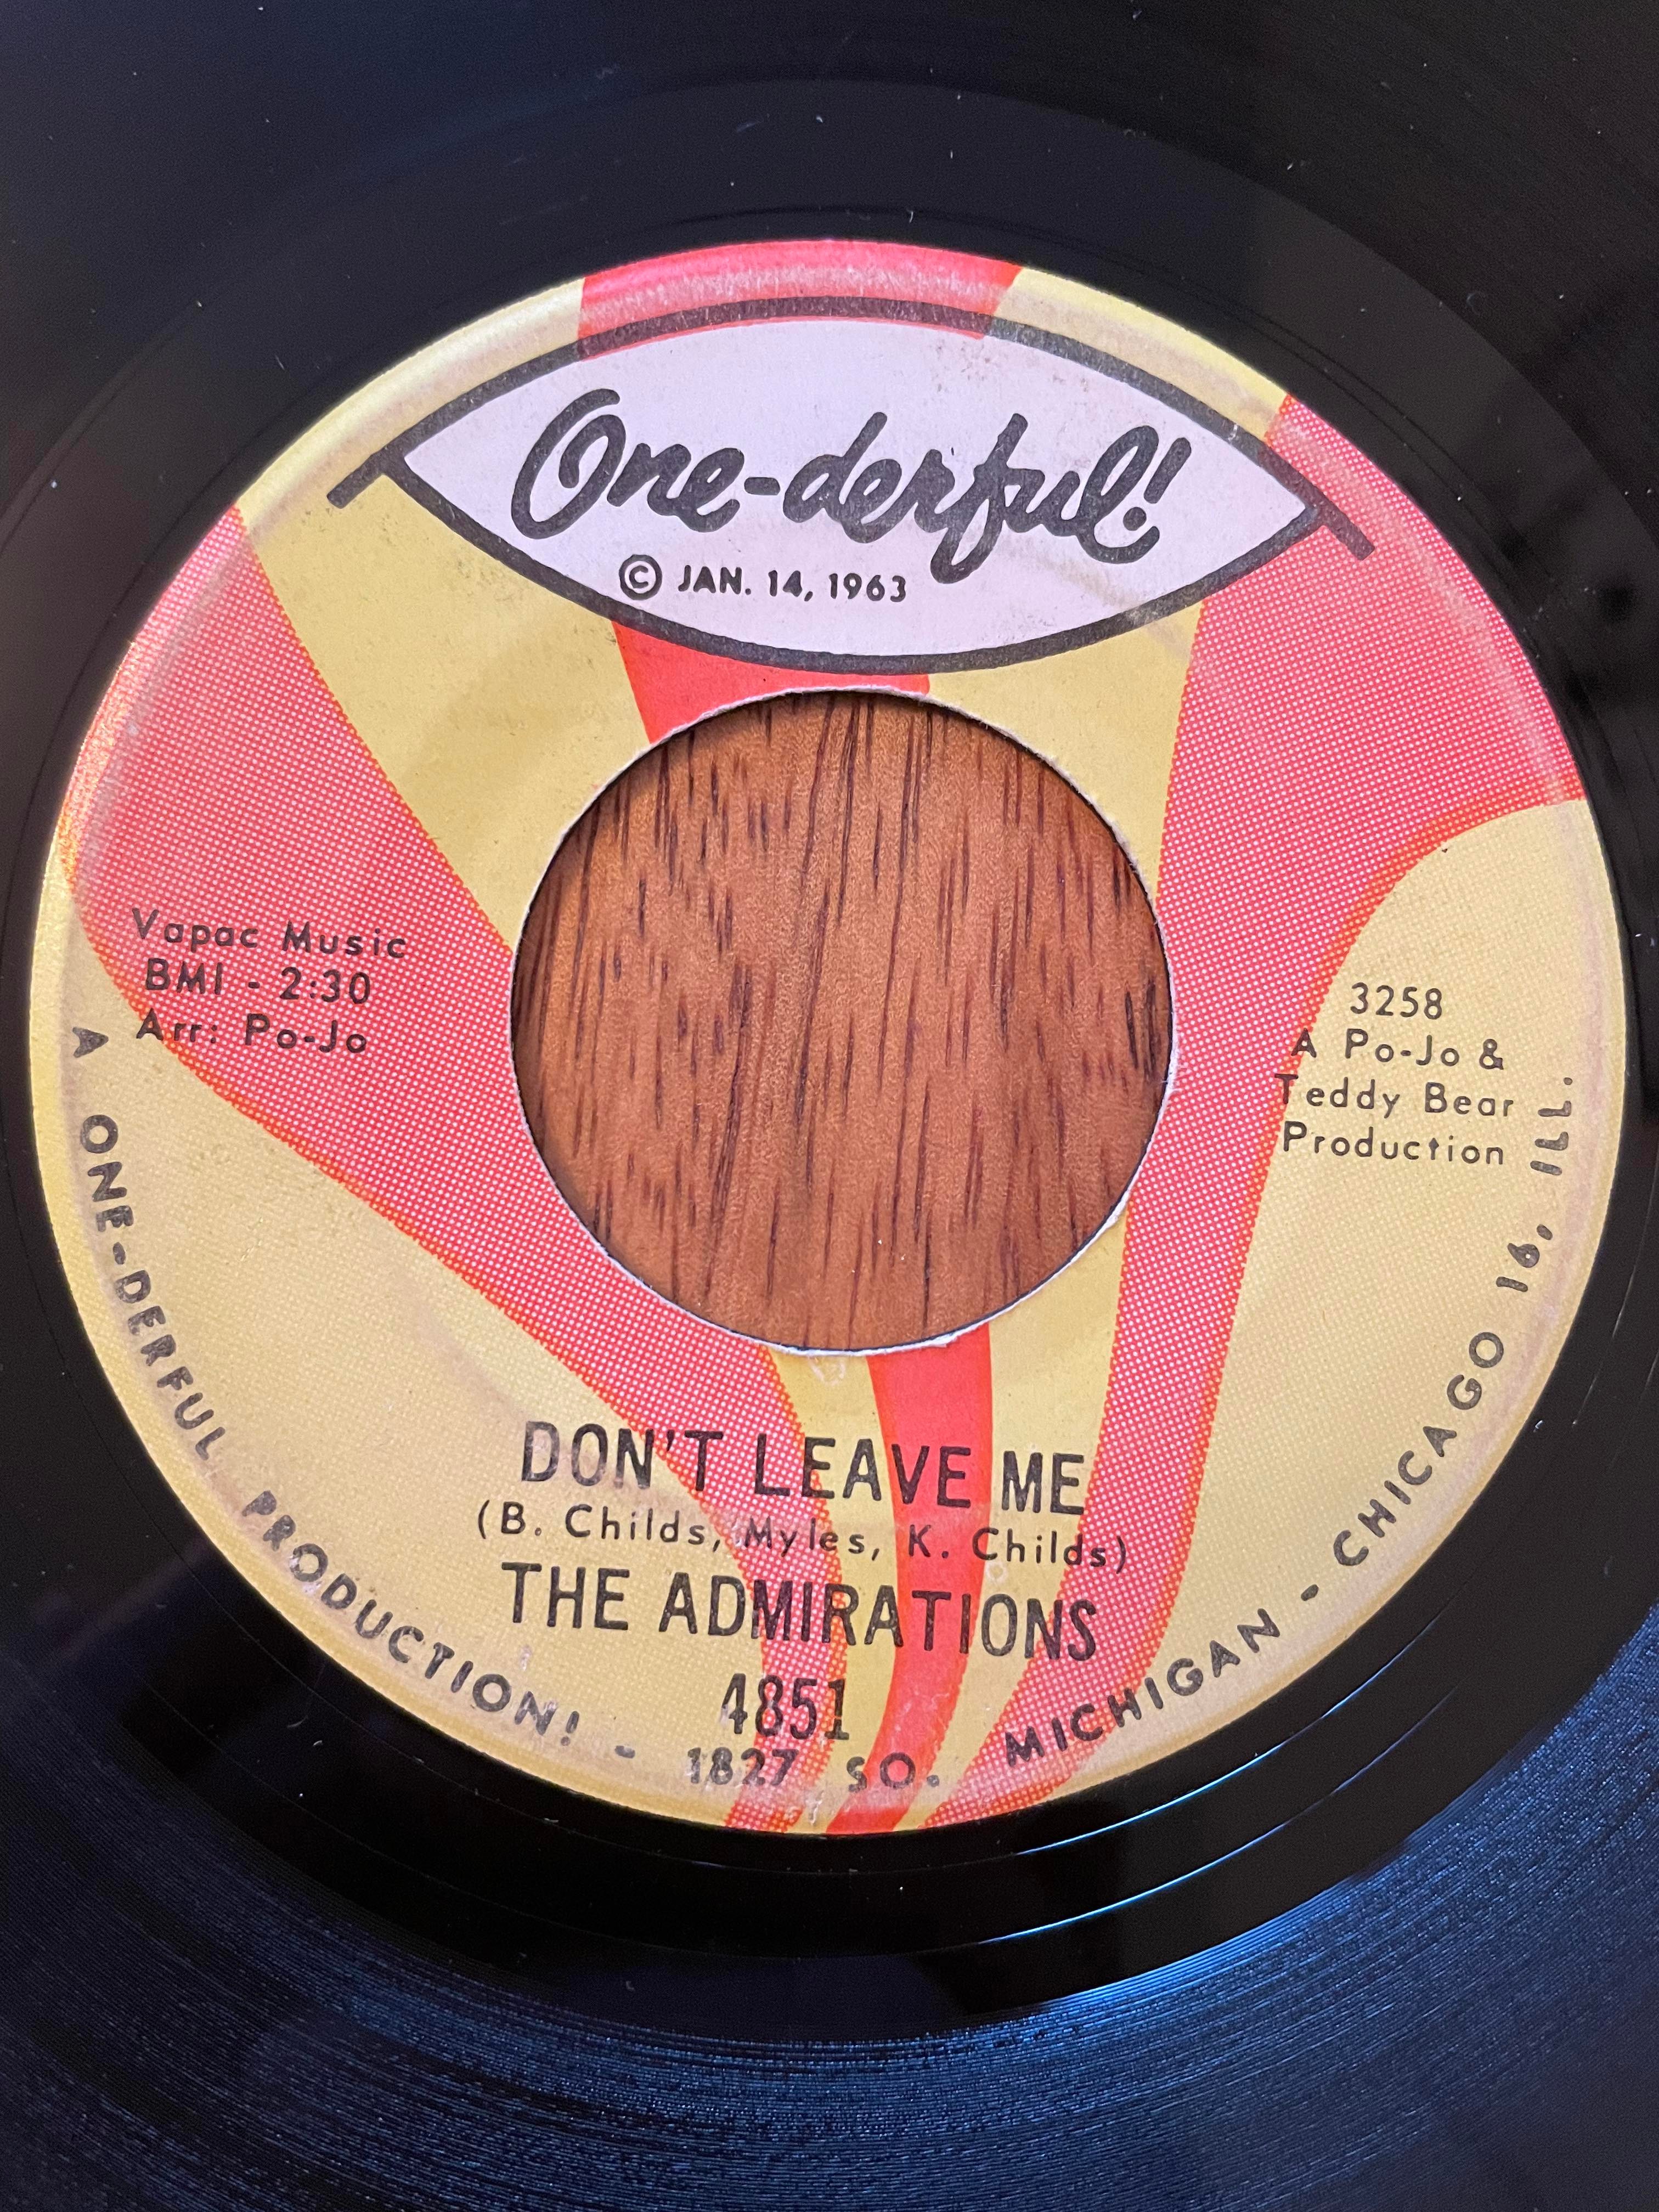 One-derful!
© JAN. 14, 1963
Vapac Music
BMI - 2:30
Arr: Po-Jo
3258
A Po-Jo &
Teddy Bear
Production
DON'T LEAVE ME
(B. Childs, Myles, K. Childs)
THE ADMIRATIONS
4851
A ONE-DERFUL PRODUCTION! - 1827 SO. MICHIGAN - CHICAGO 16, ILL.